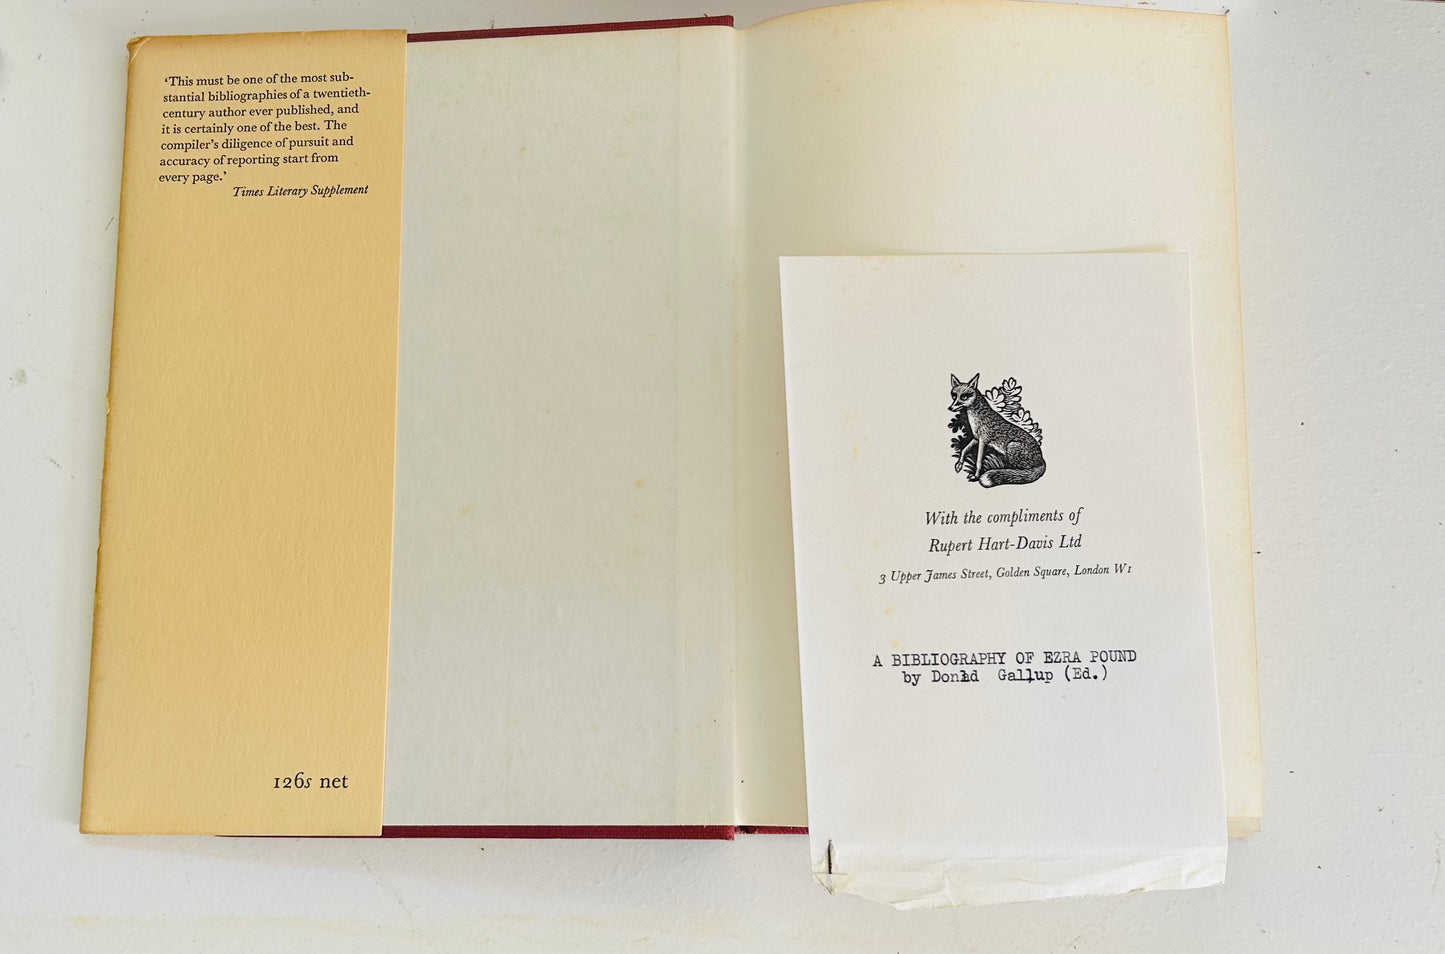 ‘This must be one of the most sub-
stantial bibliographies of a twentieth-
century author ever published, and
it is certainly one of the best. The
compiler’s diligence of pursuit and
accuracy of reporting start from
every page.’
Times Literary Supplement
126s net
With the compliments of
Rupert Hart-Davis Ltd
3 Upper James Street, Golden Square, London W1
A BIBLIOGRAPHY OF EZRA POUND
by Donald Gallup (Ed.)